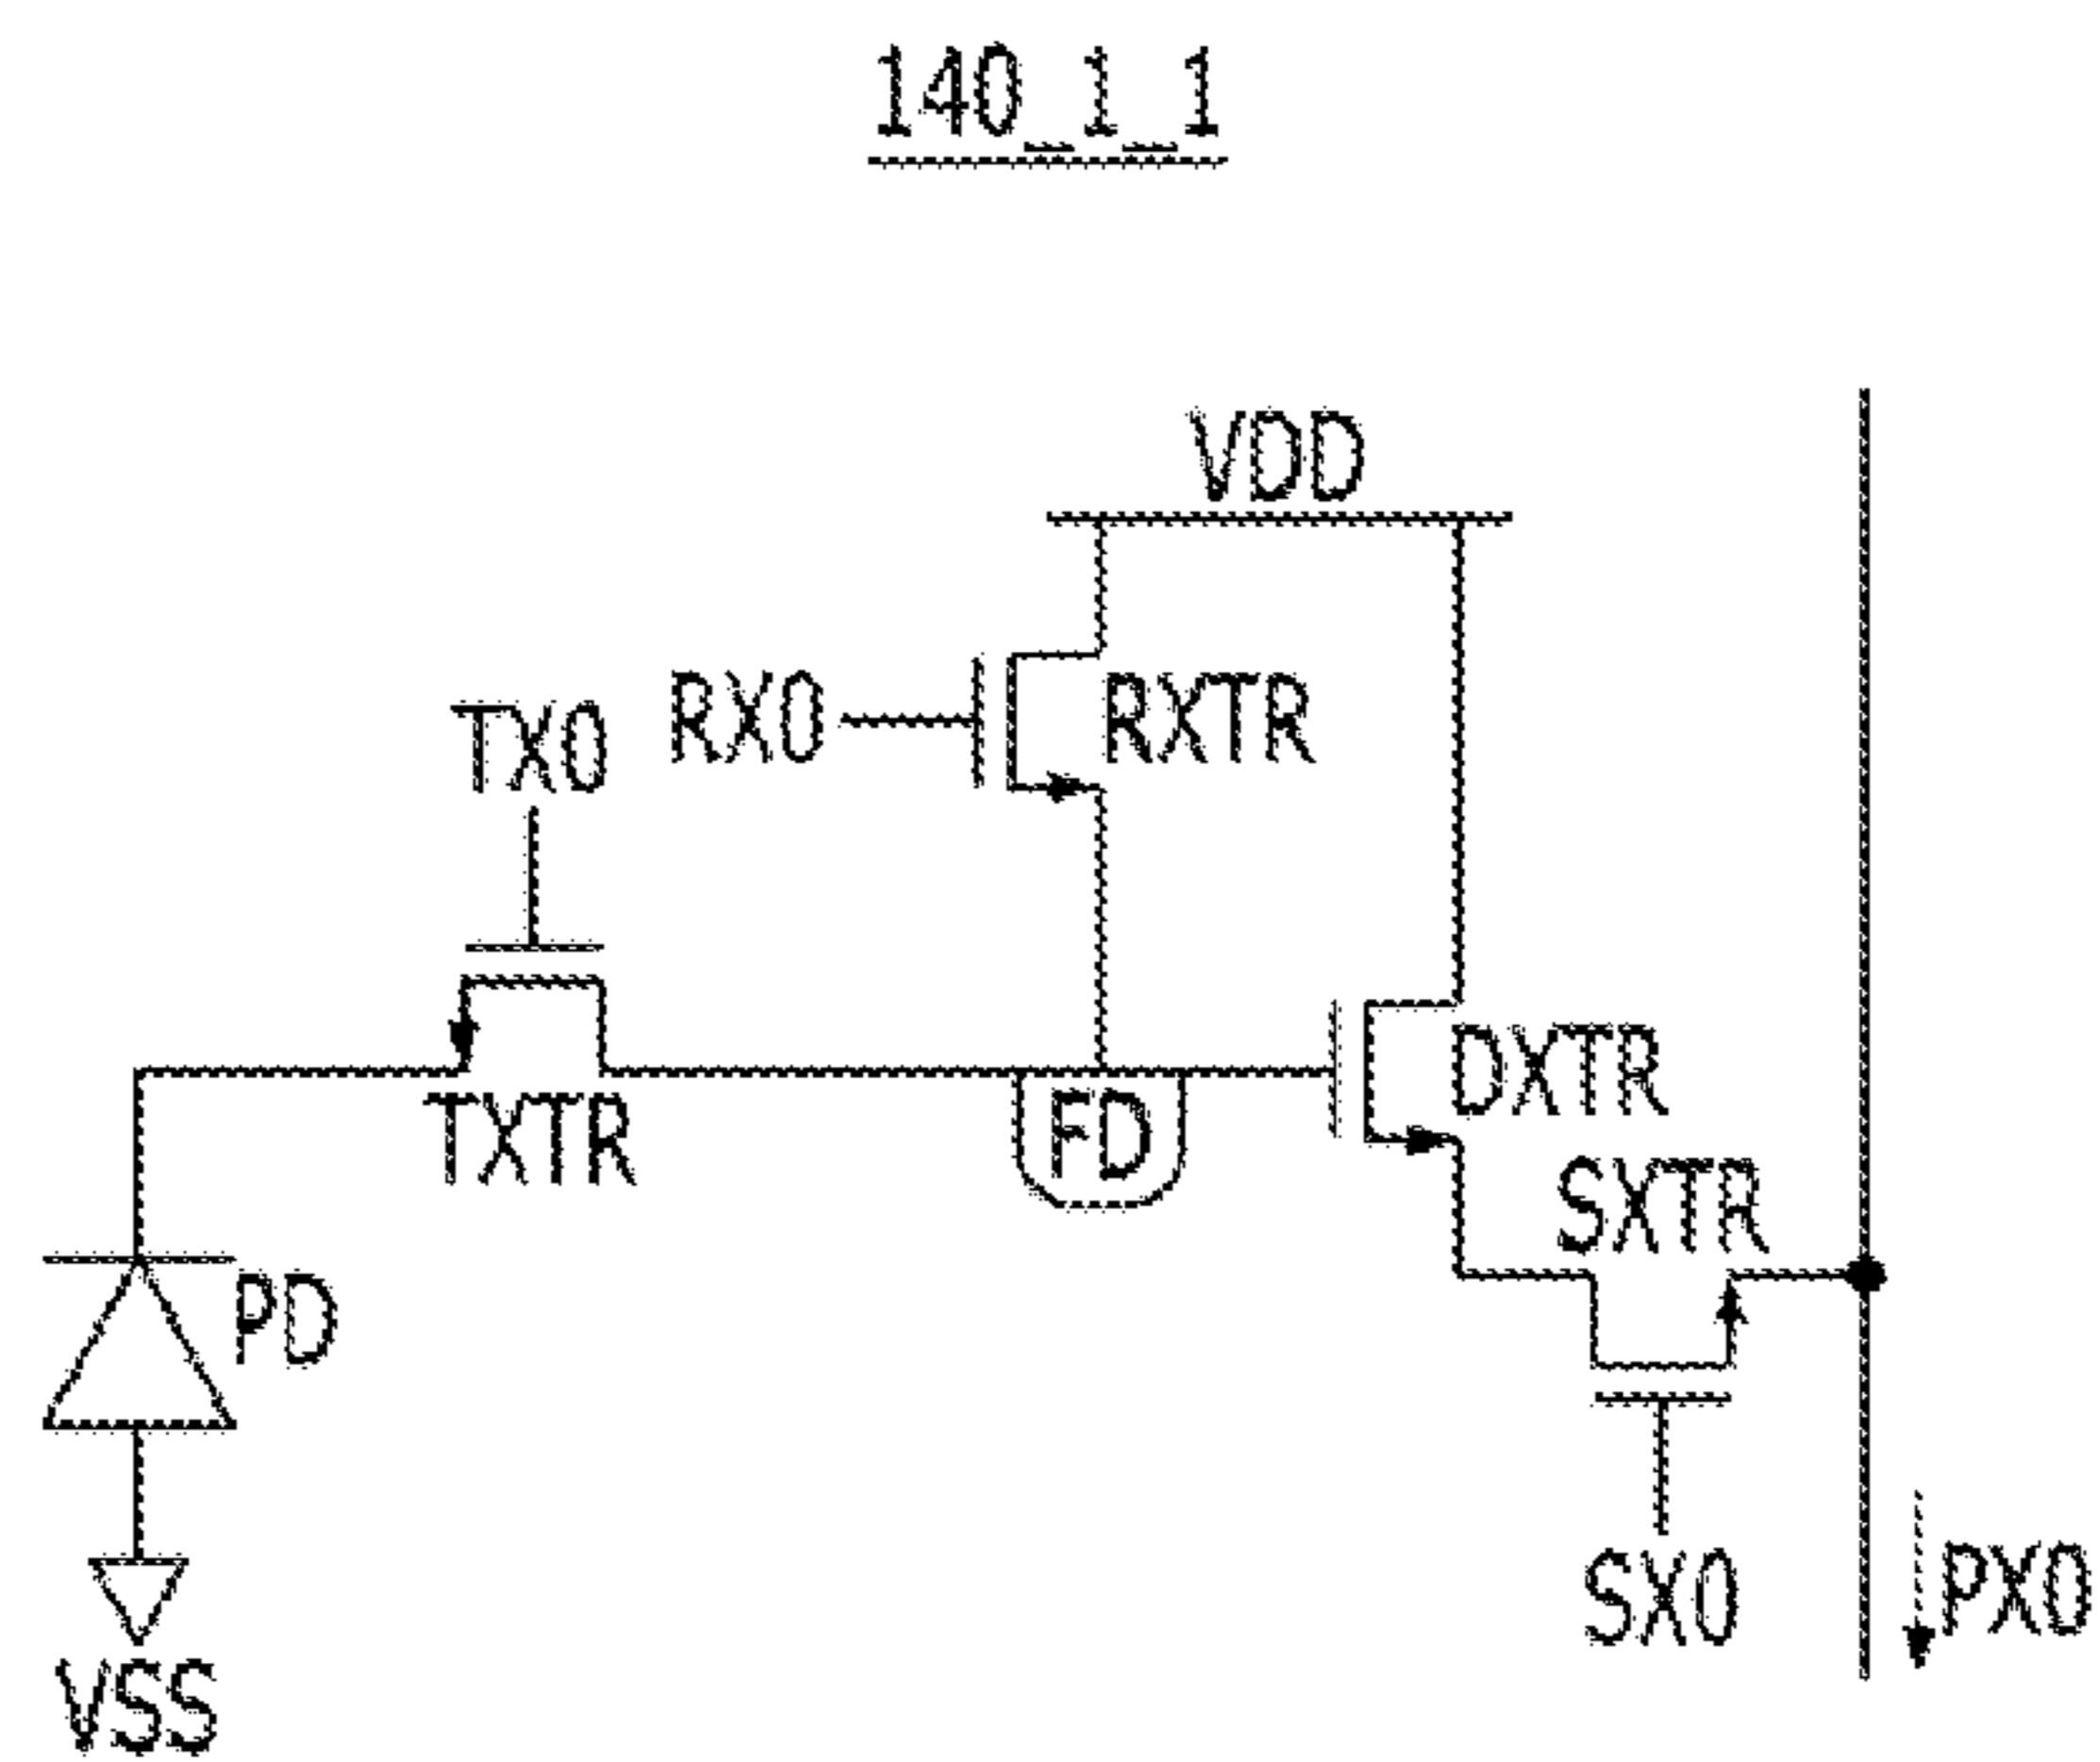 140_1_1
VDD
TX0
RX0
RXTR
DXTR
TXTR
FD
SXTR
PD
SX0
PX0
VSS